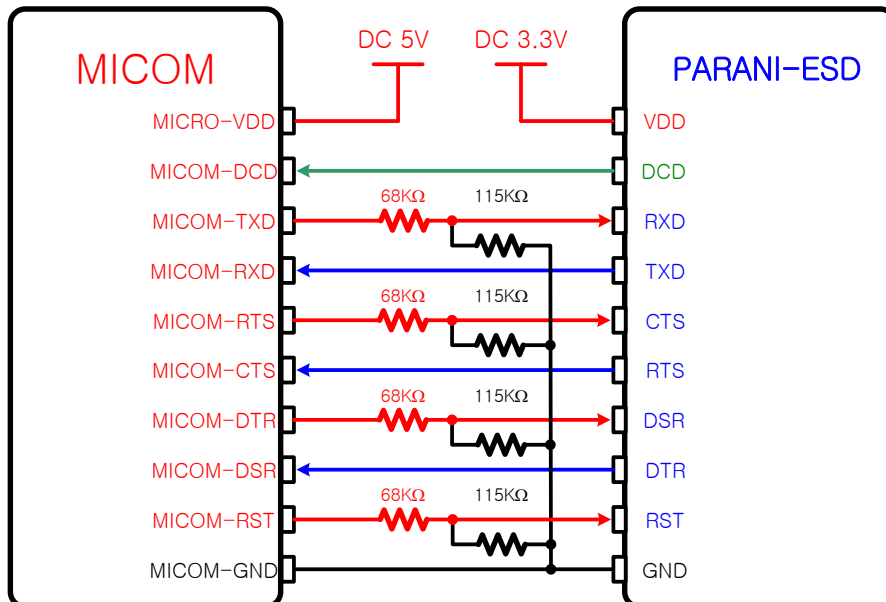 DC 5V DC 3.3V
MICOM PARANI-ESD
MICRO-VDD VDD
MICOM-DCD DCD
68KΩ 115KΩ
MICOM-TXD RXD
MICOM-RXD TXD
68KΩ 115KΩ
MICOM-RTS CTS
MICOM-CTS RTS
68KΩ 115KΩ
MICOM-DTR DSR
MICOM-DSR DTR
68KΩ 115KΩ
MICOM-RST RST
MICOM-GND GND